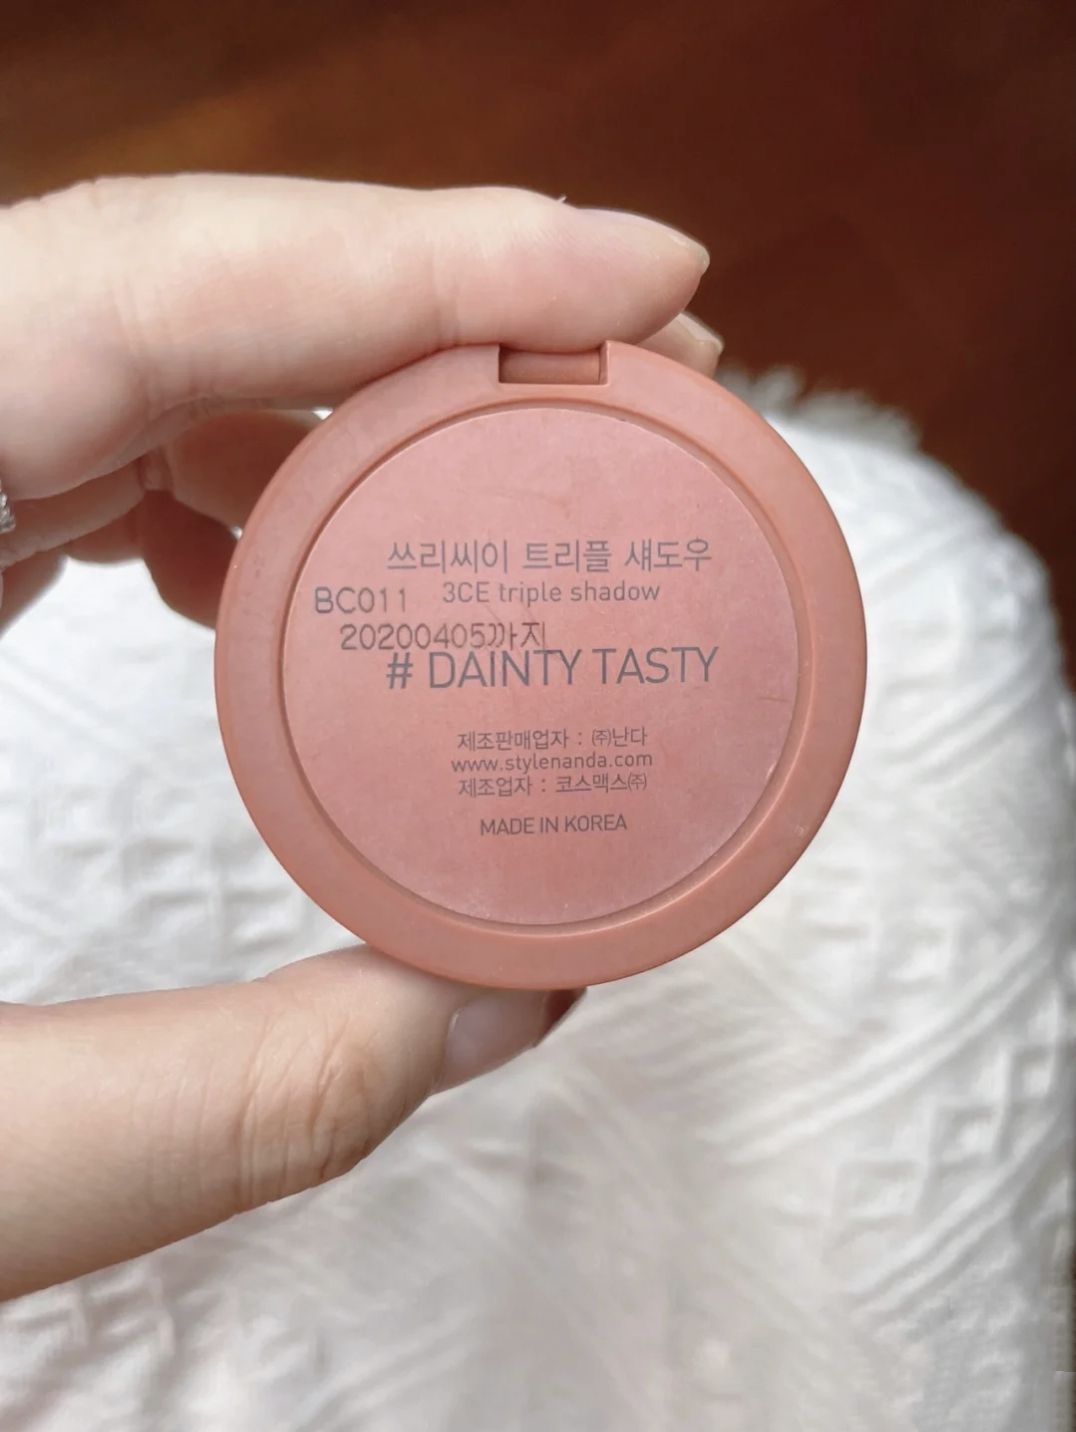 쓰리씨이 트리플 섀도우
3CE triple shadow
BC011
20200405까지
# DAINTY TASTY
제조판매업자 : ㈜난다
www.stylenanda.com
제조업자 : 코스맥스㈜
MADE IN KOREA